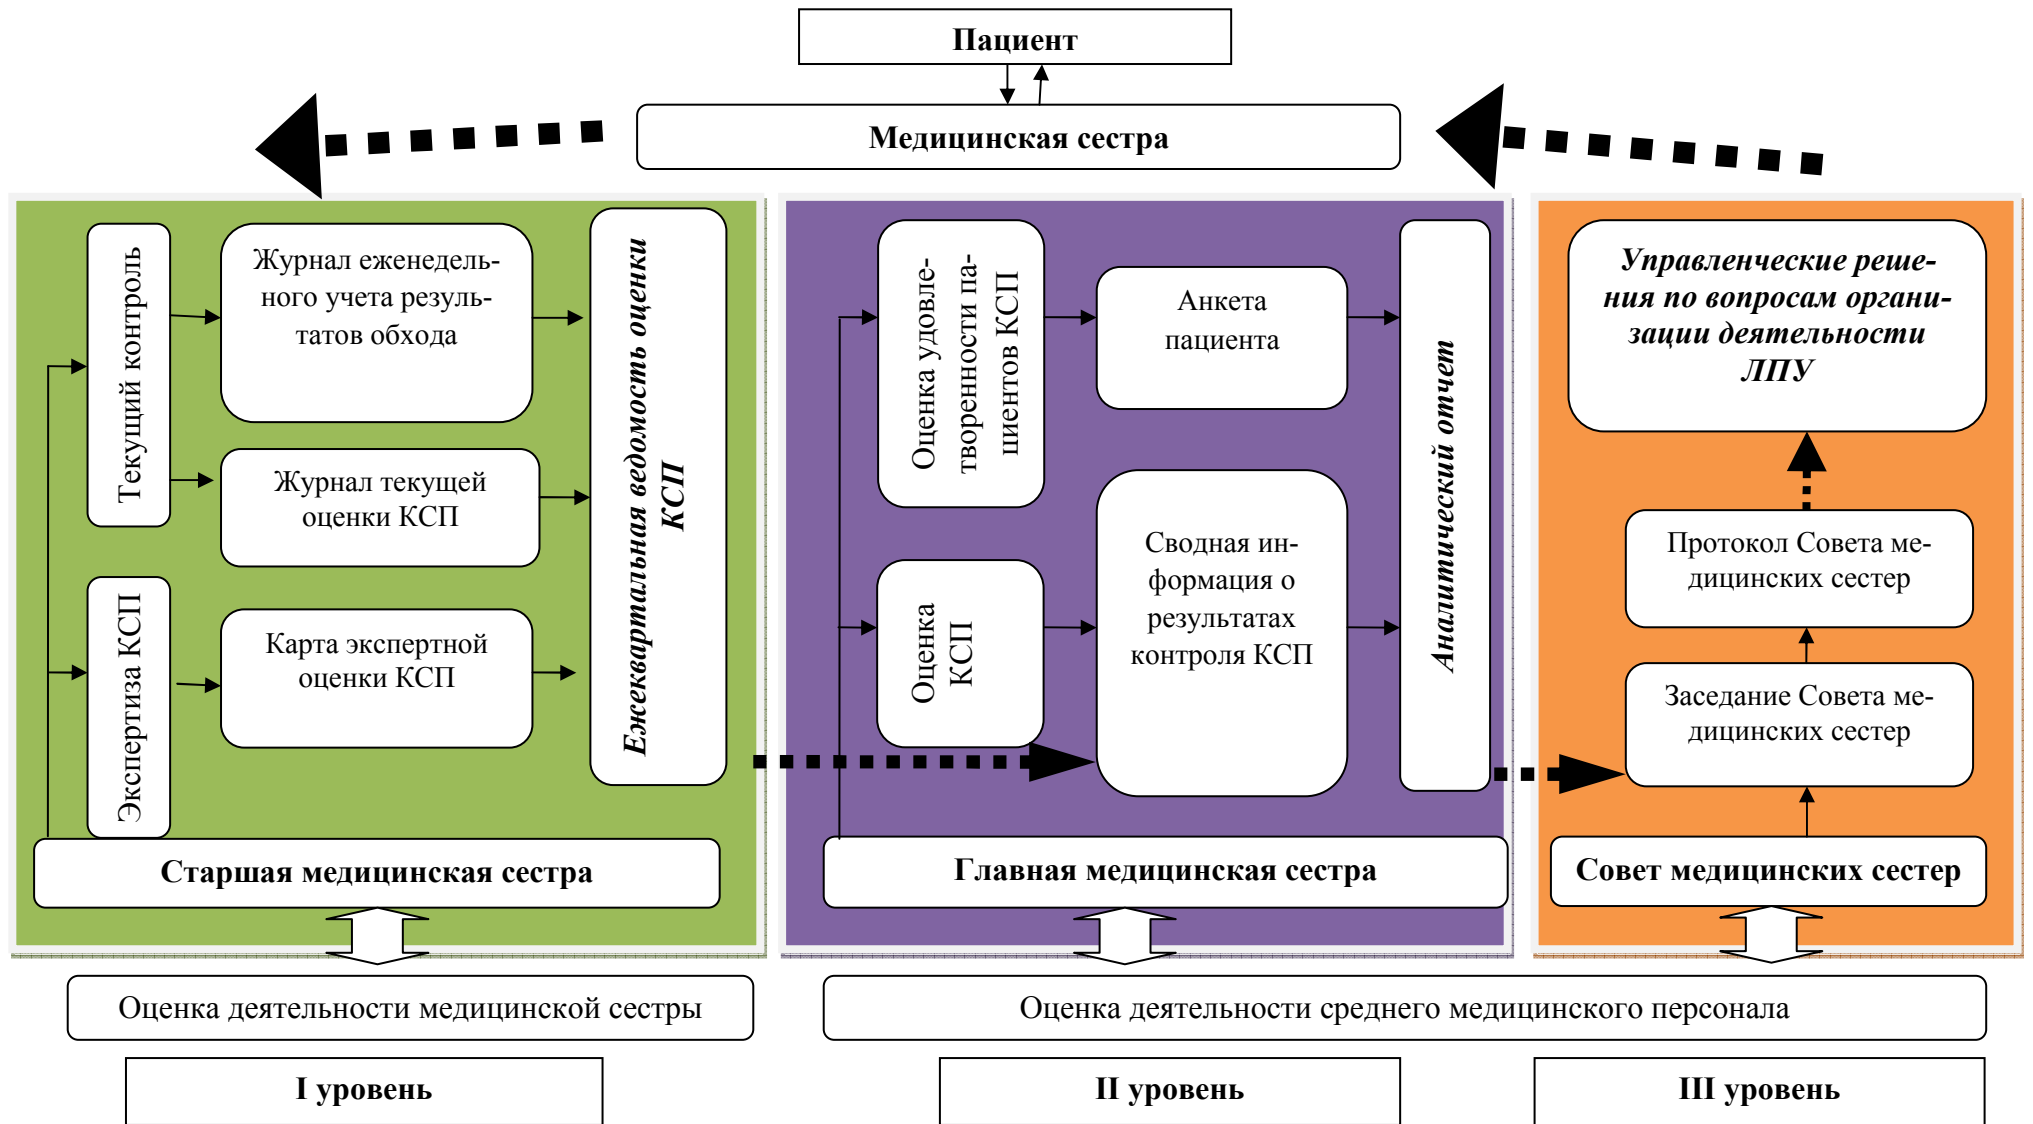 Пациент
Медицинская сестра
Текущий контроль
Журнал еженедель-
ного учета резуль-
татов обхода
Журнал текущей
оценки КСП
Экспертиза КСП
Карта экспертной
оценки КСП
Ежеквартальная ведомость оценки
КСП
Старшая медицинская сестра
Оценка удовле-
творенности па-
циентов КСП
Анкета
пациента
Оценка
КСП
Сводная ин-
формация о
результатах
контроля КСП
Аналитический отчет
Главная медицинская сестра
Управленческие реше-
ния по вопросам органи-
зации деятельности
ЛПУ
Протокол Совета ме-
дицинских сестер
Заседание Совета ме-
дицинских сестер
Совет медицинских сестер
Оценка деятельности медицинской сестры
Оценка деятельности среднего медицинского персонала
I уровень
II уровень
III уровень